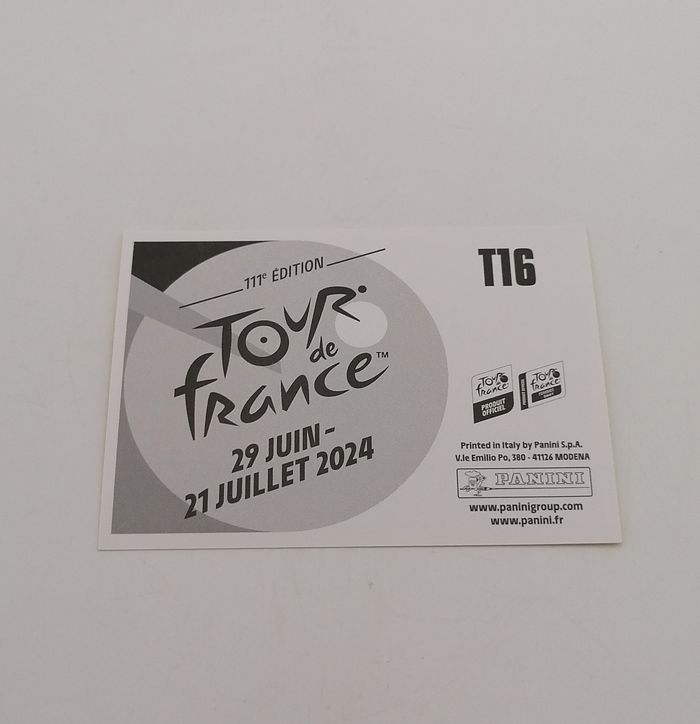 111e ÉDITION
TOUR
de
france™
29 JUIN –
21 JUILLET 2024
T16
TOUR
de
france
PRODUIT
OFFICIEL
TOUR
de
france
Printed in Italy by Panini S.p.A.
V.le Emilio Po, 380 - 41126 MODENA
PANINI
www.paninigroup.com
www.panini.fr